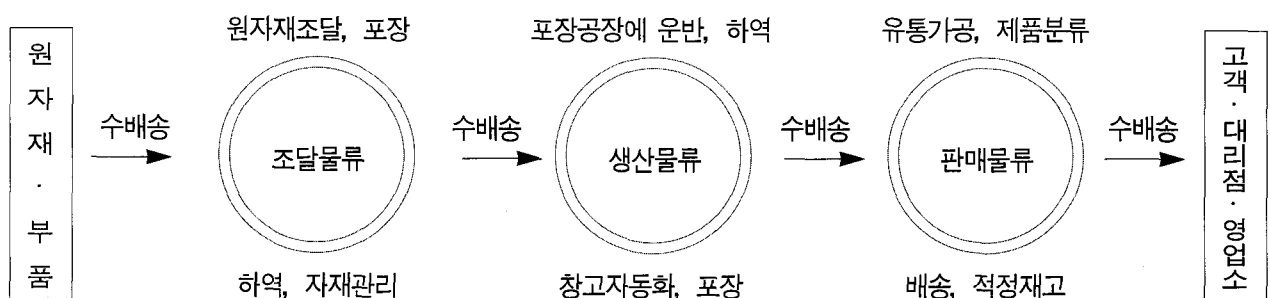 원자재·부품
수배송
원자재조달, 포장
조달물류
하역, 자재관리
수배송
포장공장에 운반, 하역
생산물류
창고자동화, 포장
수배송
유통가공, 제품분류
판매물류
배송, 적정재고
수배송
고객·대리점·영업소